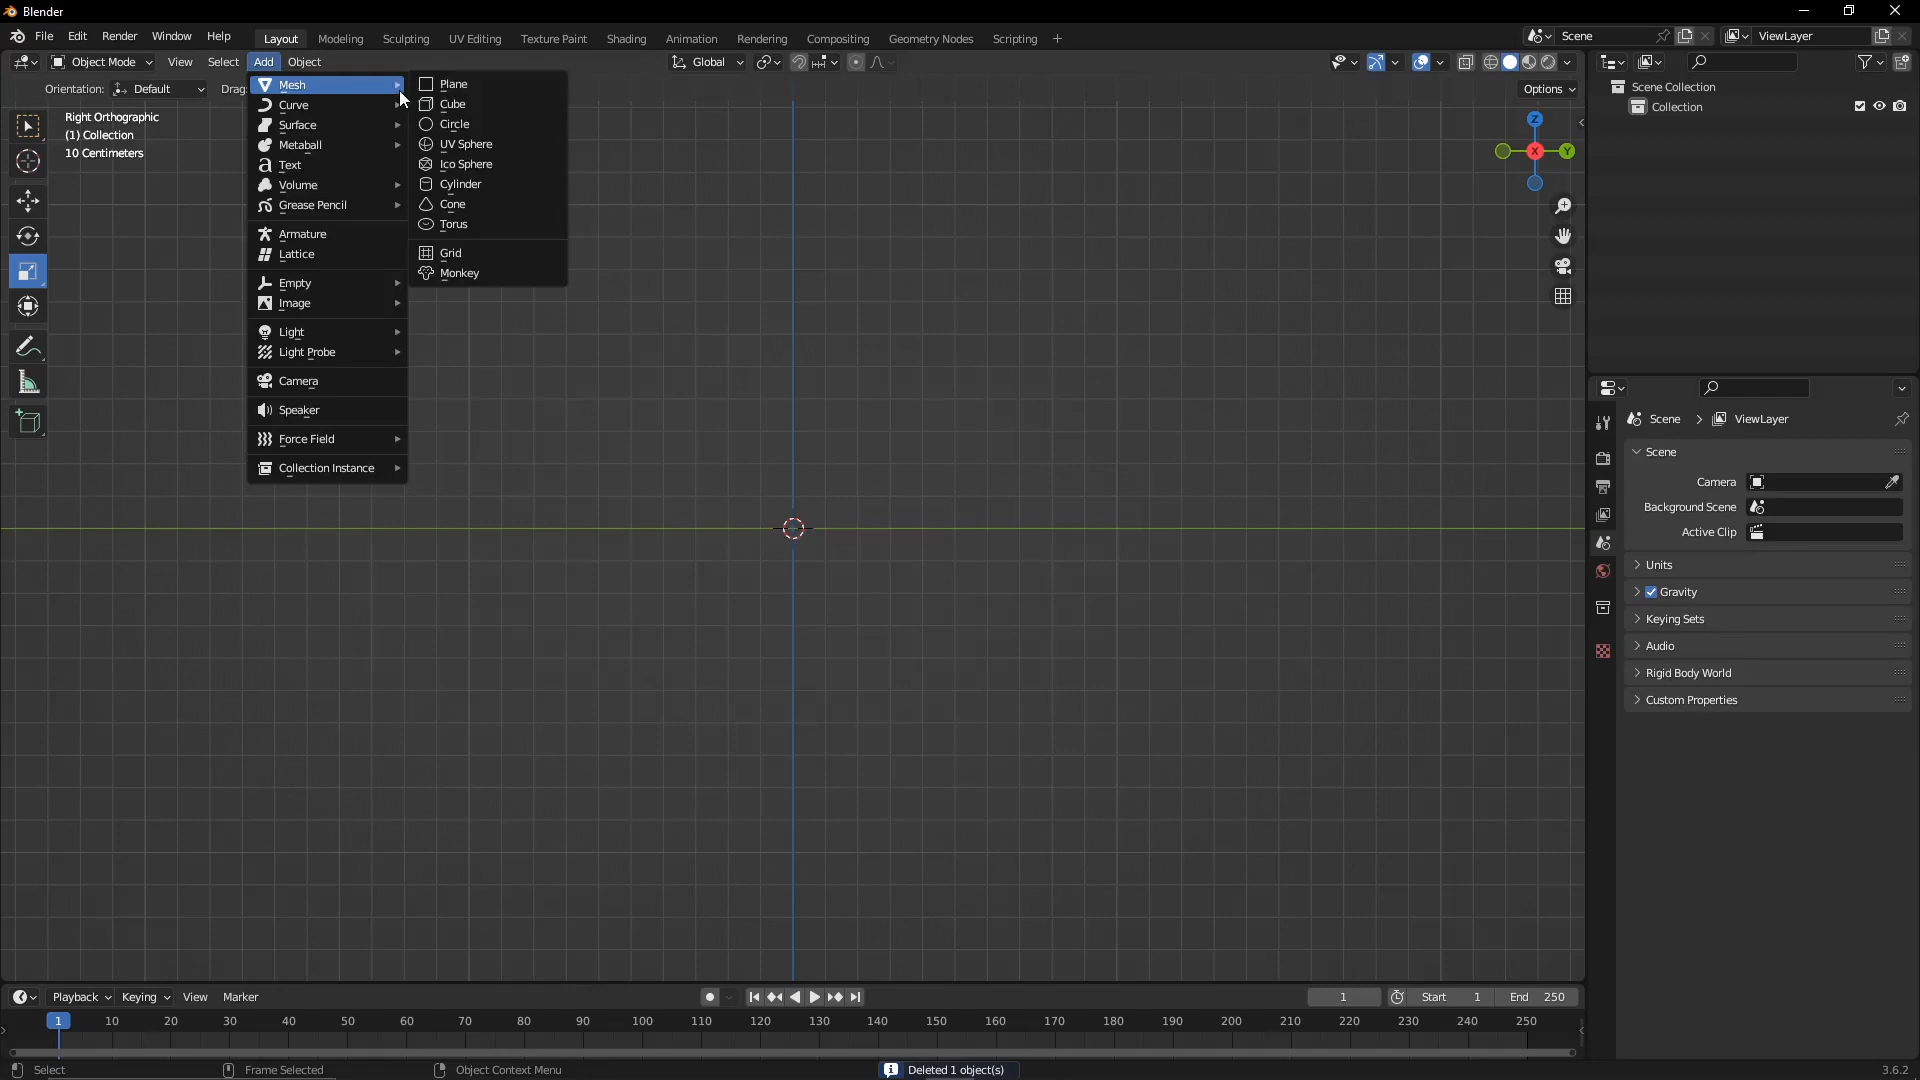 Blender
File Edit Render Window Help Layout Modeling Sculpting UV Editing Texture Paint Shading Animation Rendering Compositing Geometry Nodes Scripting + Scene ViewLayer
Object Mode View Select Add Object Global
Orientation: Default Drag: Options
Right Orthographic
(1) Collection
10 Centimeters
Mesh
Curve
Surface
Metaball
Text
Volume
Grease Pencil
Armature
Lattice
Empty
Image
Light
Light Probe
Camera
Speaker
Force Field
Collection Instance
Plane
Cube
Circle
UV Sphere
Ico Sphere
Cylinder
Cone
Torus
Grid
Monkey
Z
X
Y
Scene Collection
Collection
Scene > ViewLayer
Scene
Camera
Background Scene
Active Clip
Units
Gravity
Keying Sets
Audio
Rigid Body World
Custom Properties
Playback Keying View Marker 1 Start 1 End 250
1 10 20 30 40 50 60 70 80 90 100 110 120 130 140 150 160 170 180 190 200 210 220 230 240 250
Select Frame Selected Object Context Menu Deleted 1 object(s) 3.6.2